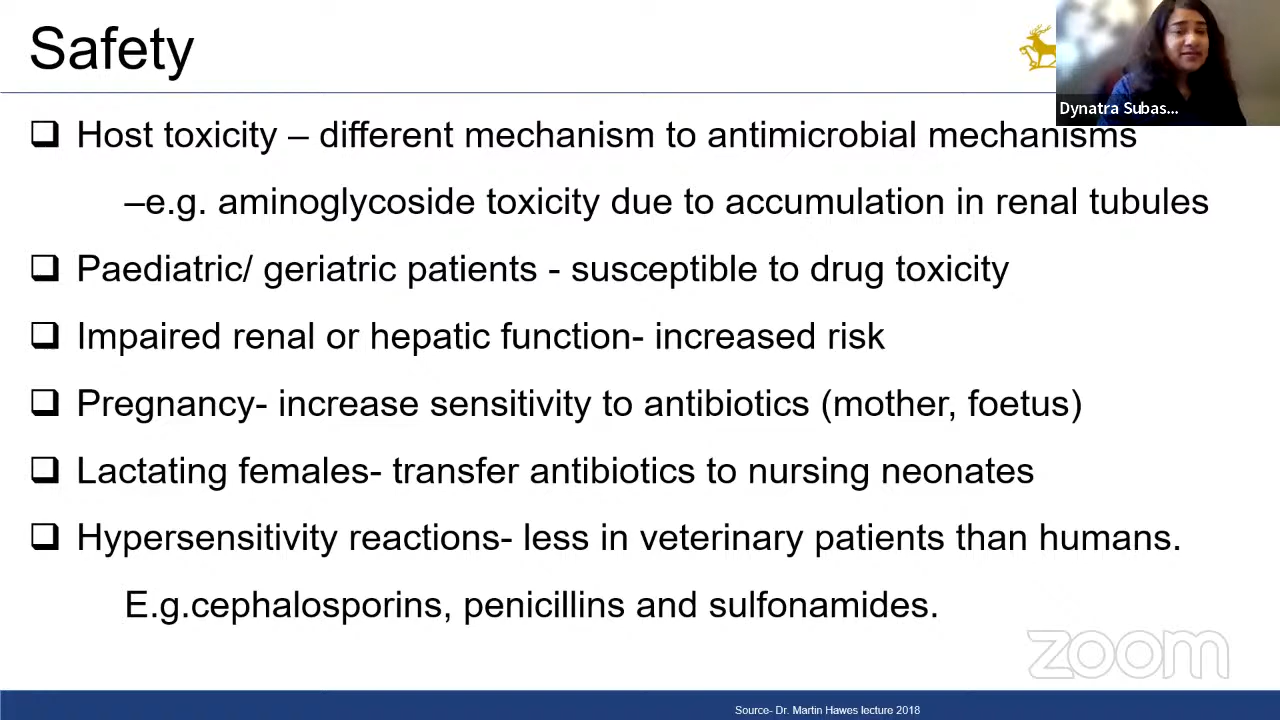 Safety
Dynatra Subas...
❑ Host toxicity – different mechanism to antimicrobial mechanisms
–e.g. aminoglycoside toxicity due to accumulation in renal tubules
❑ Paediatric/ geriatric patients - susceptible to drug toxicity
❑ Impaired renal or hepatic function- increased risk
❑ Pregnancy- increase sensitivity to antibiotics (mother, foetus)
❑ Lactating females- transfer antibiotics to nursing neonates
❑ Hypersensitivity reactions- less in veterinary patients than humans.
E.g.cephalosporins, penicillins and sulfonamides.
zoom
Source- Dr. Martin Hawes lecture 2018